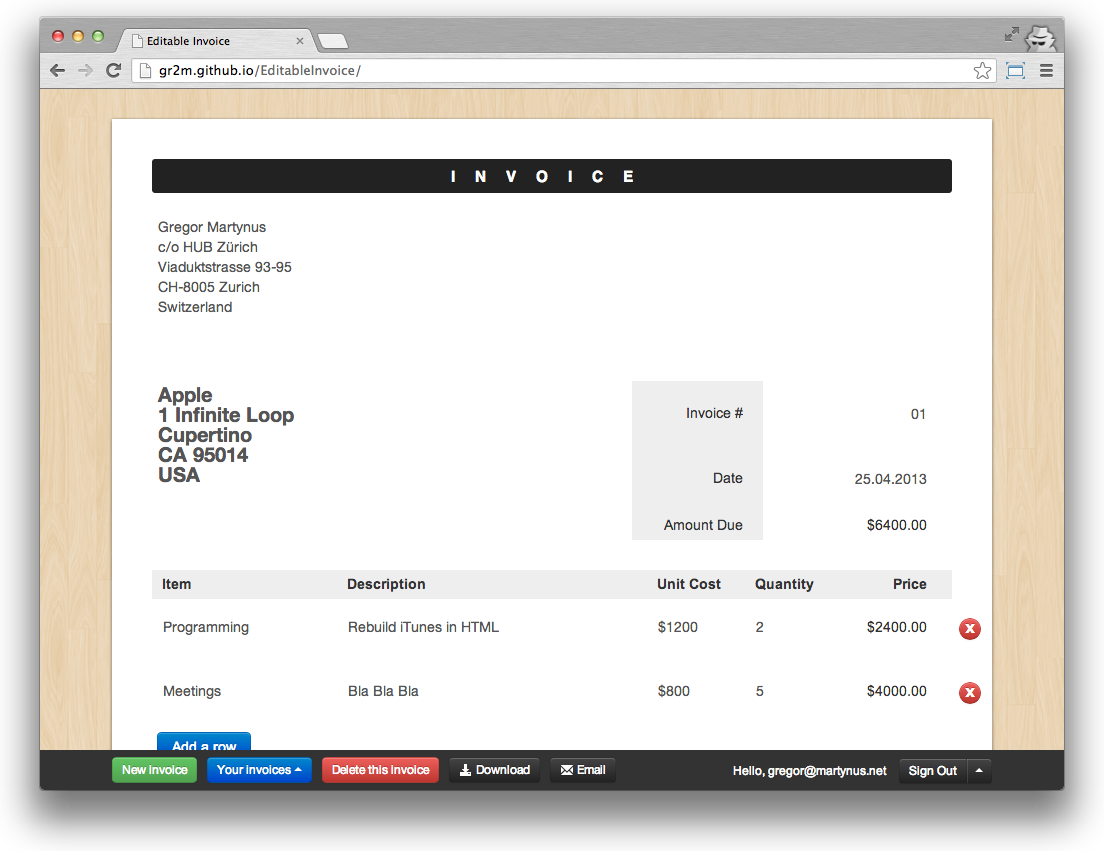 Editable Invoice
gr2m.github.io/EditableInvoice/
INVOICE
Gregor Martynus
c/o HUB Zürich
Viaduktstrasse 93-95
CH-8005 Zurich
Switzerland
Apple
1 Infinite Loop
Cupertino
CA 95014
USA
Invoice # 01
Date 25.04.2013
Amount Due $6400.00
Item Description Unit Cost Quantity Price
Programming Rebuild iTunes in HTML $1200 2 $2400.00 X
Meetings Bla Bla Bla $800 5 $4000.00 X
Add a row
New invoice Your invoices Delete this invoice Download Email Hello, gregor@martynus.net Sign Out